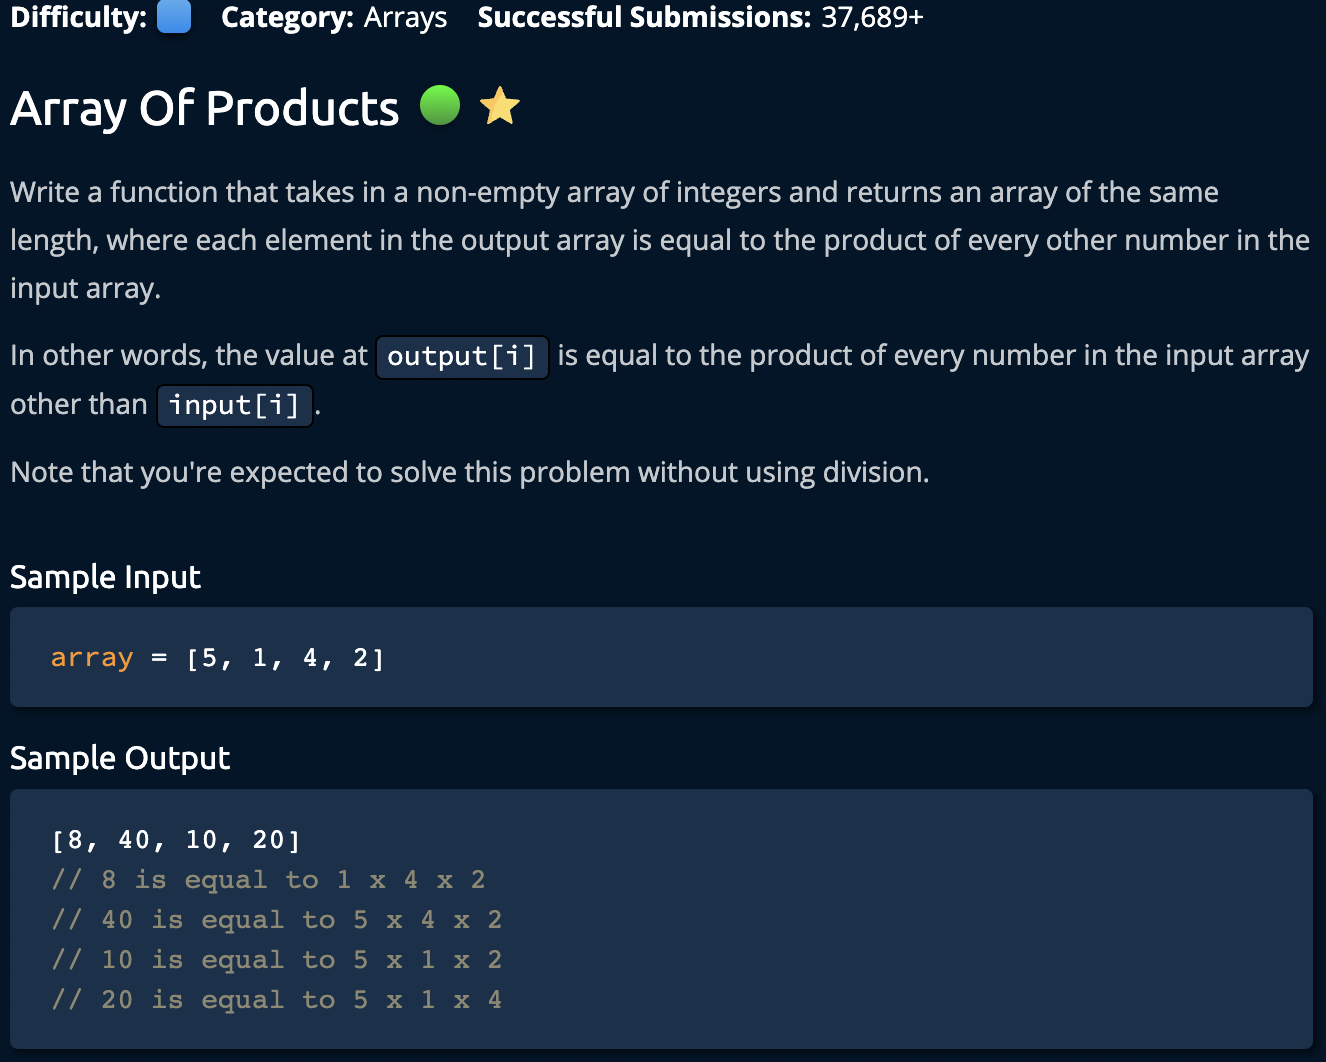 Difficulty: Category: Arrays Successful Submissions: 37,689+
Array Of Products
Write a function that takes in a non-empty array of integers and returns an array of the same
length, where each element in the output array is equal to the product of every other number in the
input array.
In other words, the value at output[i] is equal to the product of every number in the input array
other than input[i].
Note that you're expected to solve this problem without using division.
Sample Input
array = [5, 1, 4, 2]
Sample Output
[8, 40, 10, 20]
// 8 is equal to 1 x 4 x 2
// 40 is equal to 5 x 4 x 2
// 10 is equal to 5 x 1 x 2
// 20 is equal to 5 x 1 x 4